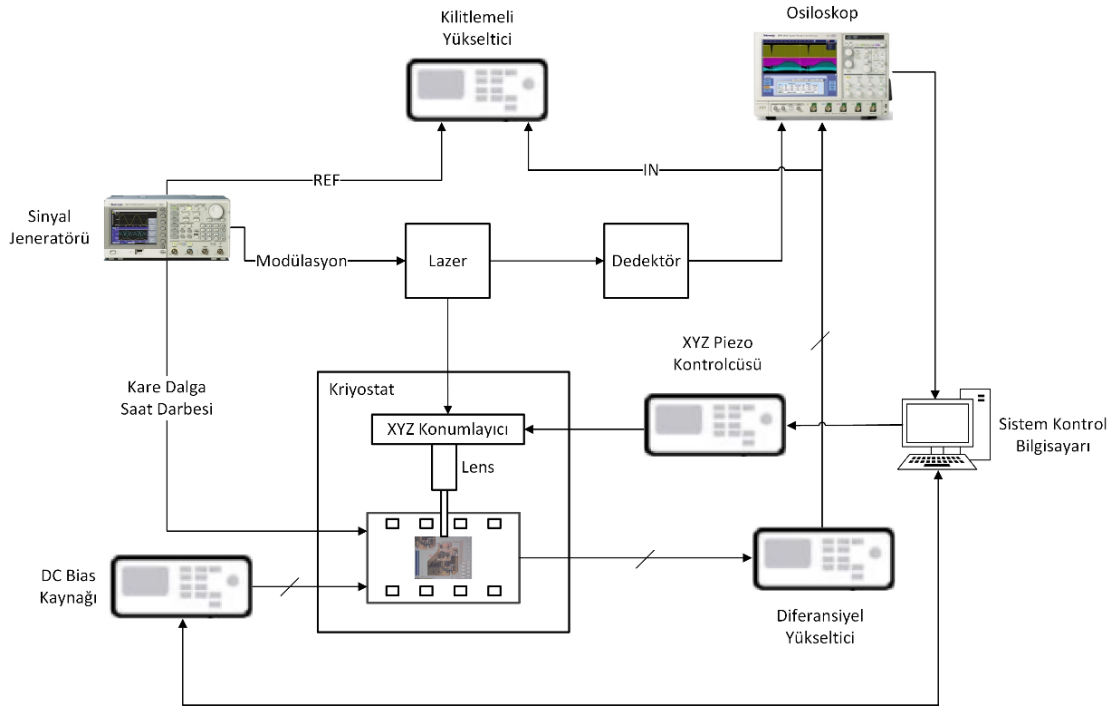 Osiloskop
Kilitlemeli
Yükseltici
REF
IN
Sinyal
Jeneratörü
Modülasyon
Lazer
Dedektör
XYZ Piezo
Kontrolcüsü
Kare Dalga
Saat Darbesi
Kriyostat
XYZ Konumlayıcı
Lens
Sistem Kontrol
Bilgisayarı
DC Bias
Kaynağı
Diferansiyel
Yükseltici